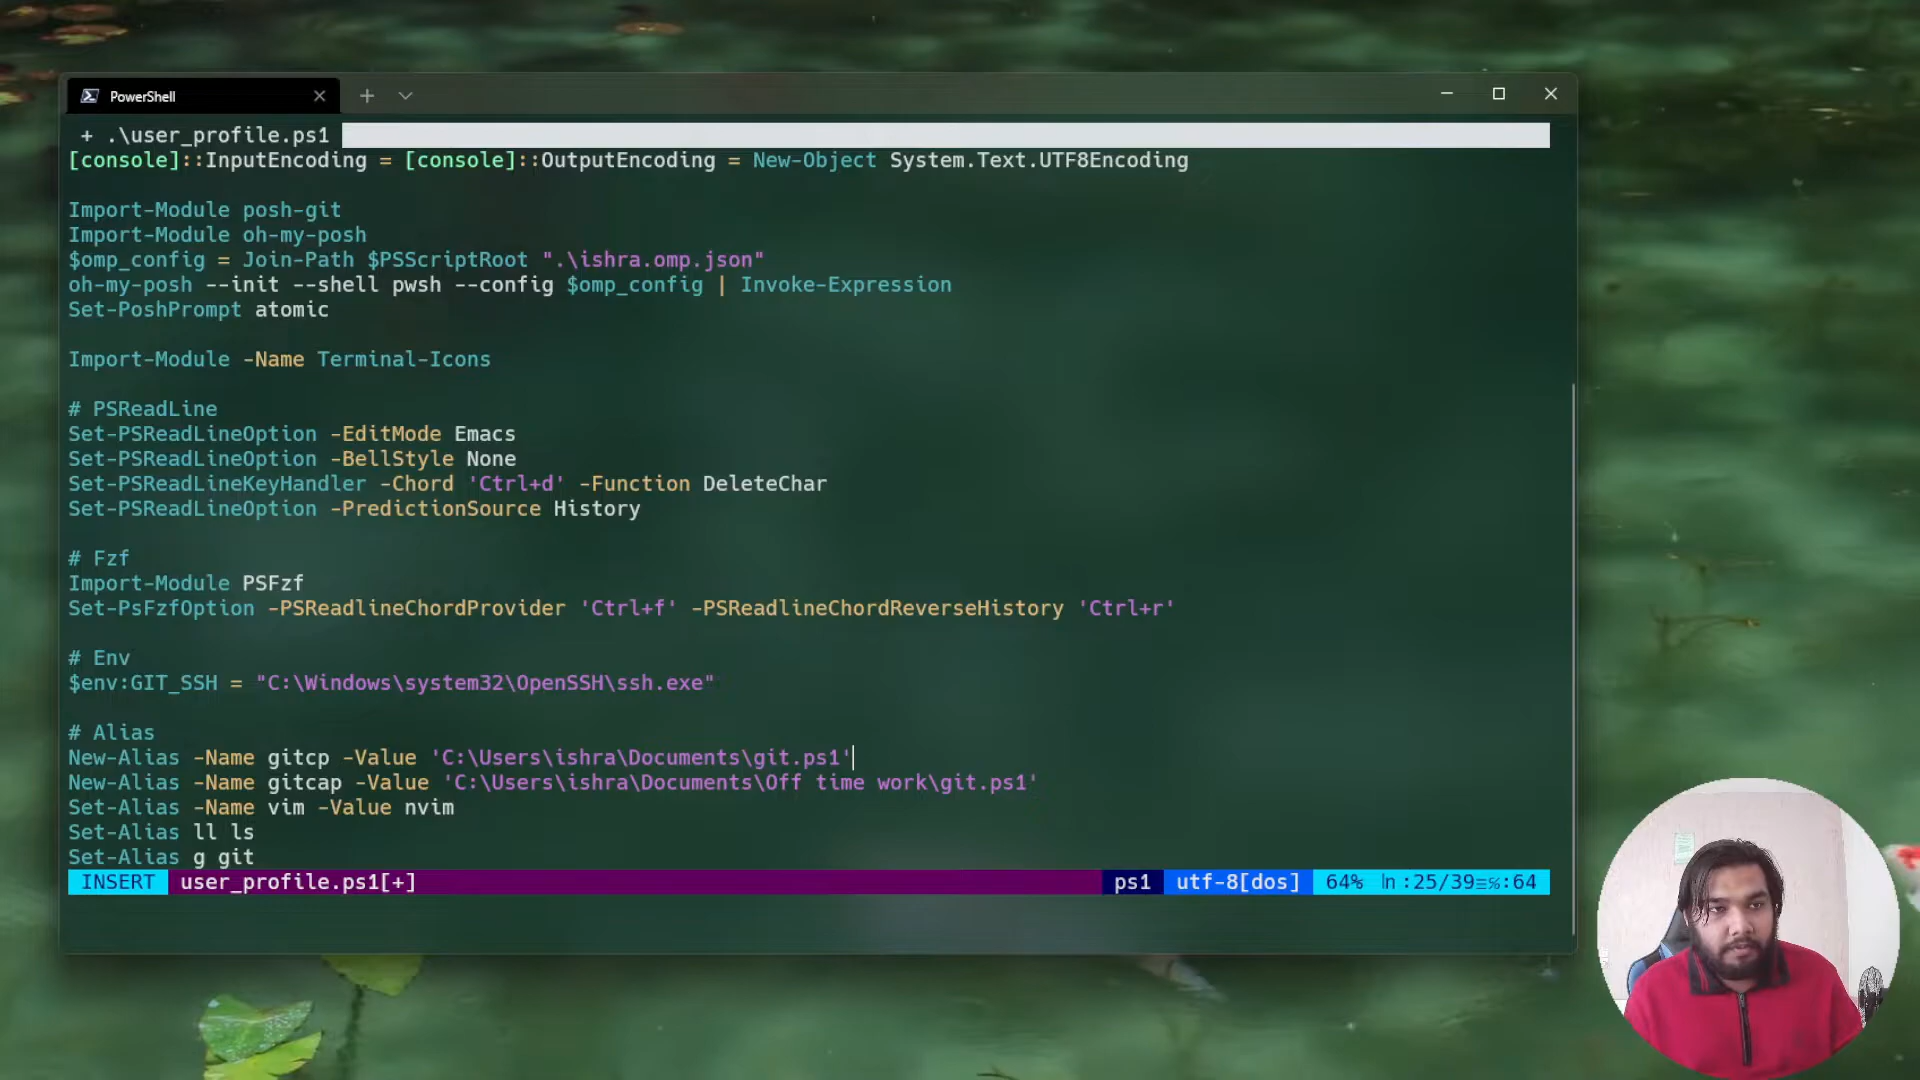 PowerShell
+ .\user_profile.ps1
[console]::InputEncoding = [console]::OutputEncoding = New-Object System.Text.UTF8Encoding
Import-Module posh-git
Import-Module oh-my-posh
$omp_config = Join-Path $PSScriptRoot ".\ishra.omp.json"
oh-my-posh --init --shell pwsh --config $omp_config | Invoke-Expression
Set-PoshPrompt atomic
Import-Module -Name Terminal-Icons
# PSReadLine
Set-PSReadLineOption -EditMode Emacs
Set-PSReadLineOption -BellStyle None
Set-PSReadLineKeyHandler -Chord 'Ctrl+d' -Function DeleteChar
Set-PSReadLineOption -PredictionSource History
# Fzf
Import-Module PSFzf
Set-PsFzfOption -PSReadlineChordProvider 'Ctrl+f' -PSReadlineChordReverseHistory 'Ctrl+r'
# Env
$env:GIT_SSH = "C:\Windows\system32\OpenSSH\ssh.exe"
# Alias
New-Alias -Name gitcp -Value 'C:\Users\ishra\Documents\git.ps1'
New-Alias -Name gitcap -Value 'C:\Users\ishra\Documents\Off time work\git.ps1'
Set-Alias -Name vim -Value nvim
Set-Alias ll ls
Set-Alias g git
INSERT user_profile.ps1[+] ps1 utf-8[dos] 64% ㏑:25/39≡℅:64